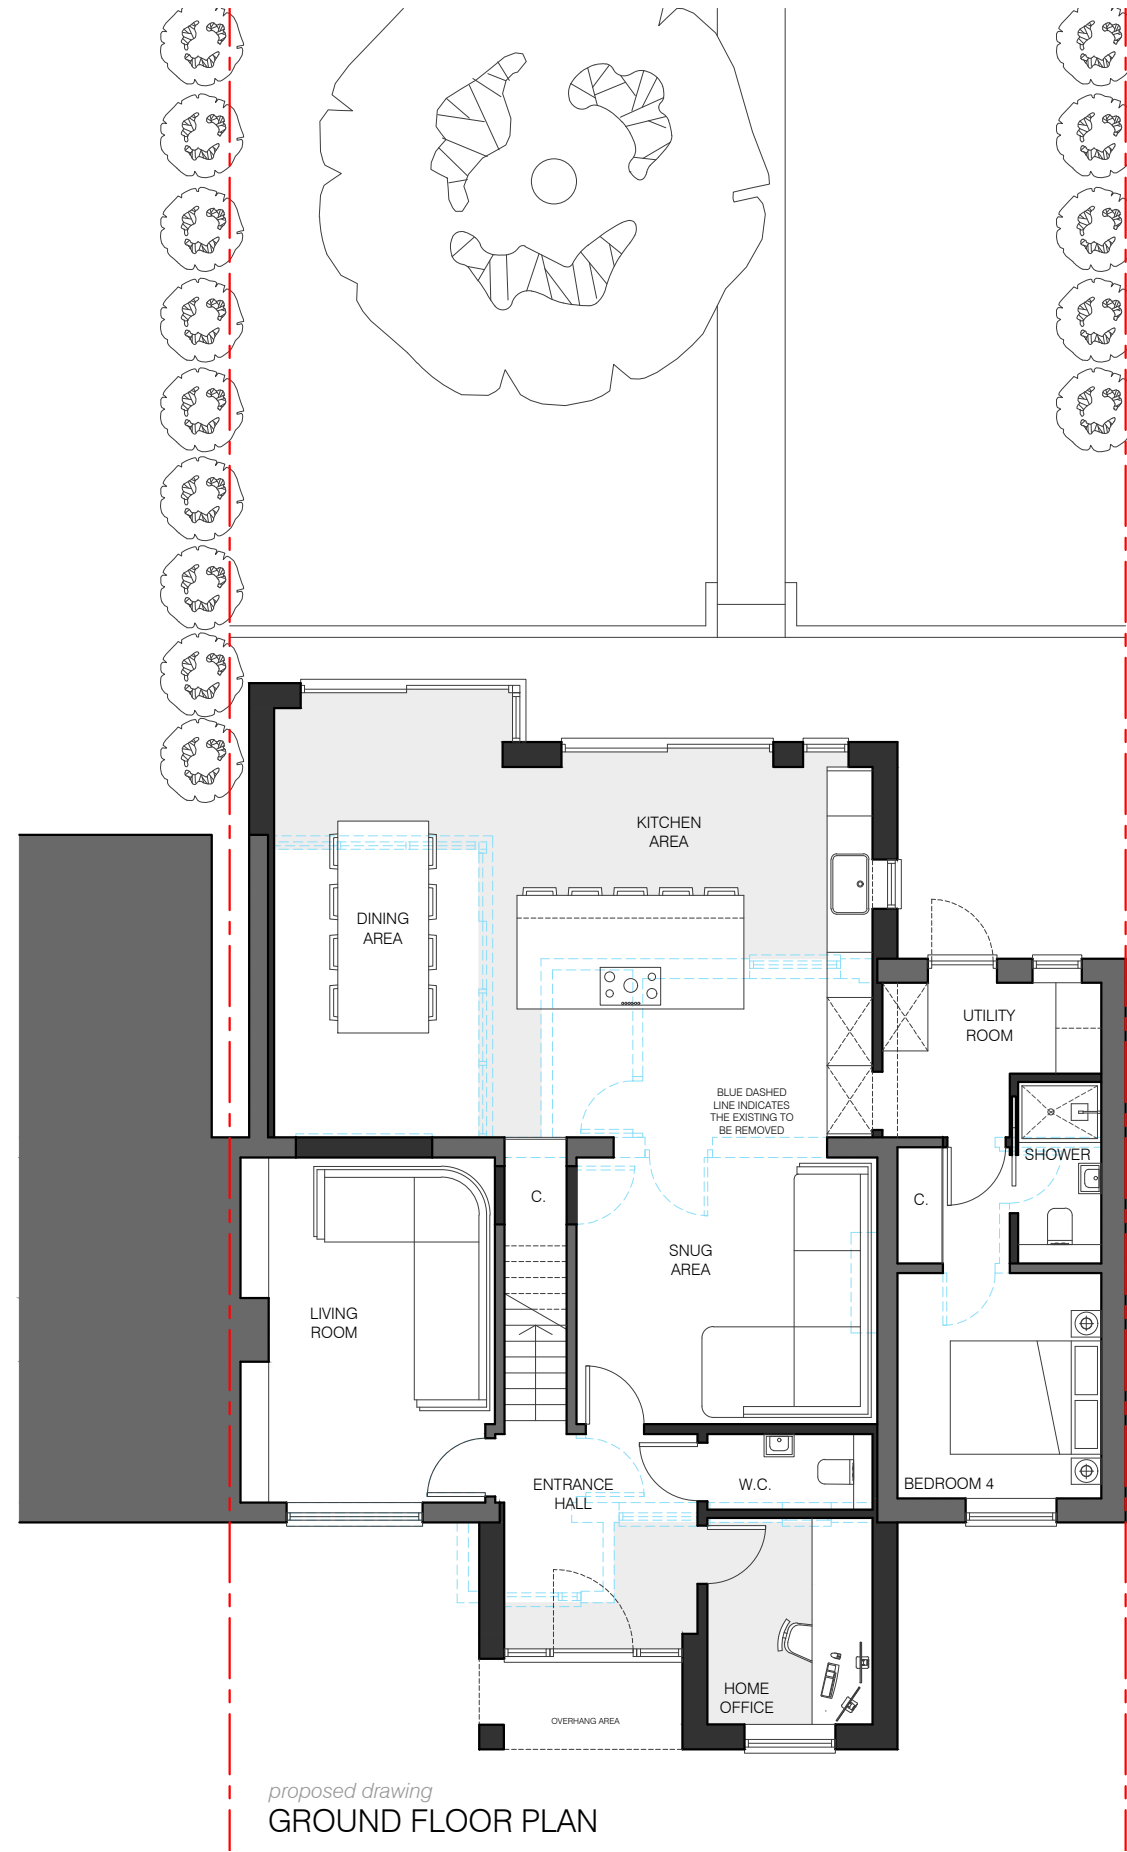 KITCHEN
AREA
DINING
AREA
UTILITY
ROOM
BLUE DASHED
LINE INDICATES
THE EXISTING TO
BE REMOVED
SHOWER
C.
C.
SNUG
AREA
LIVING
ROOM
BEDROOM 4
W.C.
ENTRANCE
HALL
HOME
OFFICE
OVERHANG AREA
proposed drawing
GROUND FLOOR PLAN